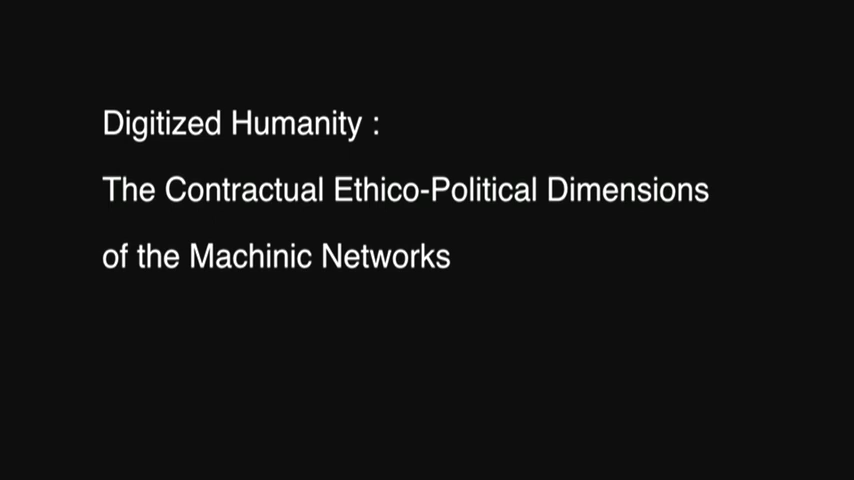 Digitized Humanity :
The Contractual Ethico-Political Dimensions
of the Machinic Networks